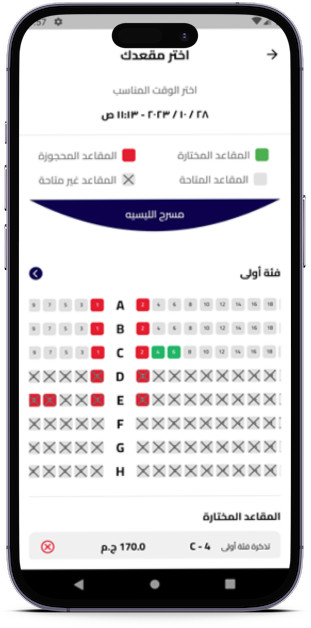 :57
اختر مقعدك
اختر الوقت المناسب
٢٨ / ١٠ / ٢٠٢٣ - ١١:١٣ ص
المقاعد المختارة المقاعد المحجوزة
المقاعد المتاحة المقاعد غير متاحة
مسرح الليسيه
فئة أولى
9 7 5 3 1 A 2 4 6 8 10 12 14 16 18
9 7 5 3 1 B 2 4 6 8 10 12 14 16 18
9 7 5 3 1 C 2 4 6 8 10 12 14 16 18
D
E
F
G
H
المقاعد المختارة
تذكرة فئة أولى C - 4 170.0 ج.م